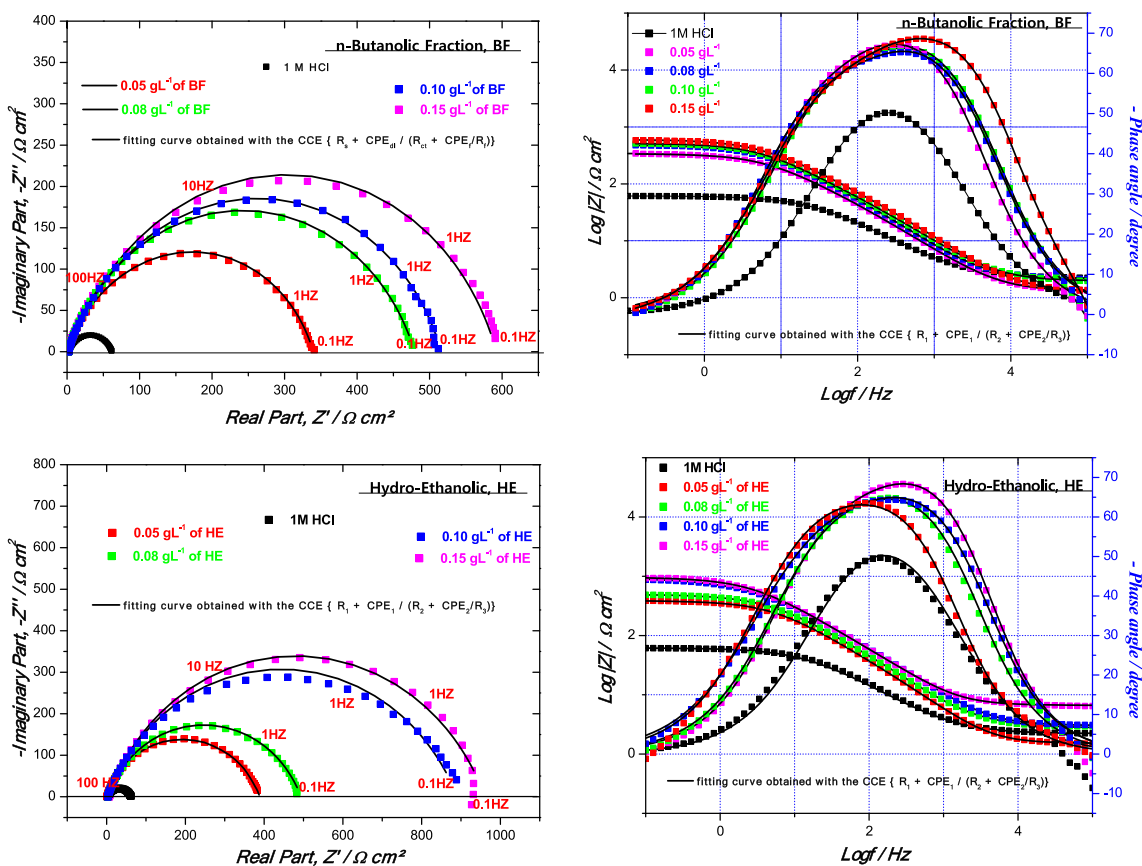 n-Butanolic Fraction, BF
1 M HCl
0.05 gL⁻¹ of BF
0.10 gL⁻¹ of BF
0.08 gL⁻¹ of BF
0.15 gL⁻¹ of BF
fitting curve obtained with the CCE { Rs + CPEdl / (Rct + CPEf/Rf)}
10HZ
1HZ
100HZ
1HZ
1HZ
1HZ
0.1HZ
0.1HZ
0.1HZ
0.1HZ
400
350
300
250
200
150
100
50
0
0
100
200
300
400
500
600
-Imaginary Part, -Z'' / Ω cm²
Real Part, Z' / Ω cm²
n-Butanolic Fraction, BF
1M HCl
0.05 gL⁻¹
0.08 gL⁻¹
0.10 gL⁻¹
0.15 gL⁻¹
fitting curve obtained with the CCE { R1 + CPE1 / (R2 + CPE2/R3)}
4
2
0
0
2
4
75
70
65
60
55
50
45
40
35
30
25
20
15
10
5
0
-5
-10
Log |Z| / Ω cm²
- Phase angle / degree
Logf / Hz
Hydro-Ethanolic, HE
1M HCl
0.05 gL⁻¹ of HE
0.10 gL⁻¹ of HE
0.08 gL⁻¹ of HE
0.15 gL⁻¹ of HE
fitting curve obtained with the CCE { R1 + CPE1 / (R2 + CPE2/R3)}
10 HZ
1HZ
1HZ
1HZ
100 HZ
0.1HZ
0.1HZ
0.1HZ
800
700
600
500
400
300
200
100
0
0
200
400
600
800
1000
-Imaginary Part, -Z'' / Ω cm²
Real Part, Z' / Ω cm²
Hydro-Ethanolic, HE
1M HCl
0.05 gL⁻¹ of HE
0.08 gL⁻¹ of HE
0.10 gL⁻¹ of HE
0.15 gL⁻¹ of HE
fitting curve obtained with the CCE { R1 + CPE1 / (R2 + CPE2/R3)}
4
2
0
0
2
4
70
60
50
40
30
20
10
0
-10
Log |Z| / Ω cm²
- Phase angle / degree
Logf / Hz